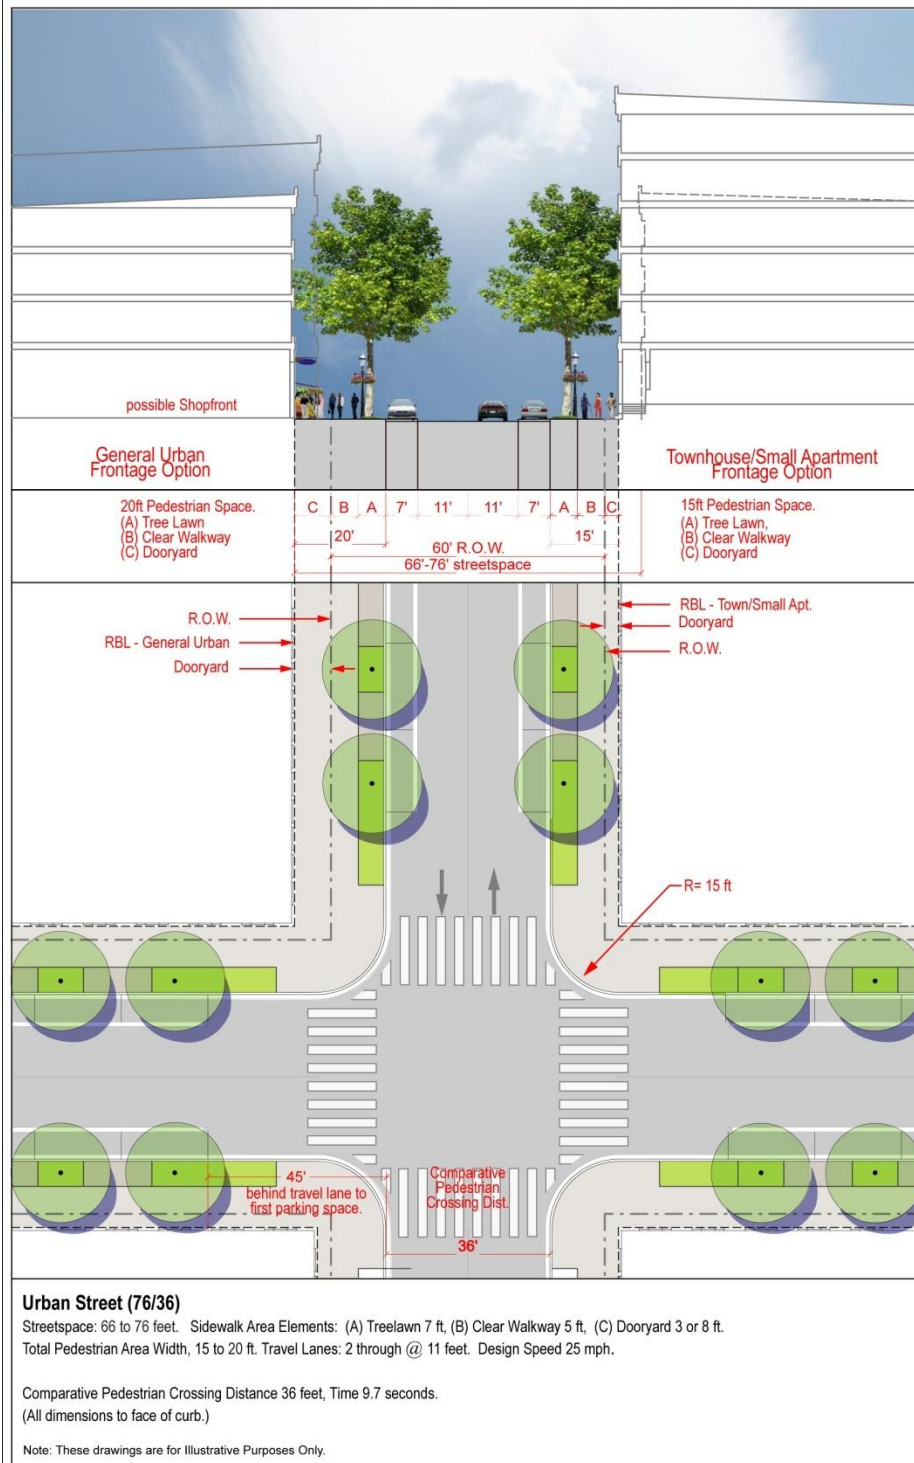 possible Shopfront
General Urban
Frontage Option
Townhouse/Small Apartment
Frontage Option
20ft Pedestrian Space.
(A) Tree Lawn
(B) Clear Walkway
(C) Dooryard
C B A 7' 11' 11' 7' A B C
20'
15'
60' R.O.W.
66'-76' streetspace
15ft Pedestrian Space.
(A) Tree Lawn,
(B) Clear Walkway
(C) Dooryard
R.O.W.
RBL - General Urban
Dooryard
RBL - Town/Small Apt.
Dooryard
R.O.W.
R= 15 ft
45'
behind travel lane to
first parking space.
Comparative
Pedestrian
Crossing Dist.
36'
Urban Street (76/36)
Streetspace: 66 to 76 feet. Sidewalk Area Elements: (A) Treelawn 7 ft, (B) Clear Walkway 5 ft, (C) Dooryard 3 or 8 ft.
Total Pedestrian Area Width, 15 to 20 ft. Travel Lanes: 2 through @ 11 feet. Design Speed 25 mph.
Comparative Pedestrian Crossing Distance 36 feet, Time 9.7 seconds.
(All dimensions to face of curb.)
Note: These drawings are for Illustrative Purposes Only.